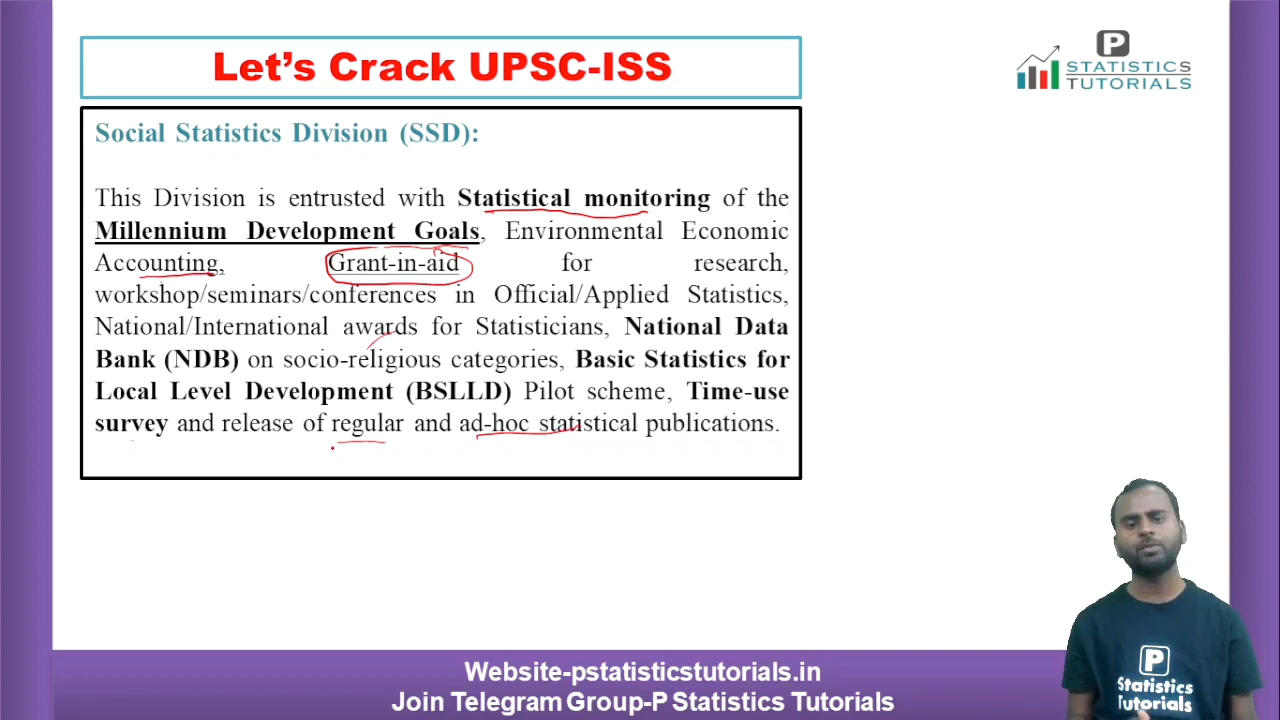 Let's Crack UPSC-ISS
P
STATISTICS
TUTORIALS
Social Statistics Division (SSD):
This Division is entrusted with Statistical monitoring of the
Millennium Development Goals, Environmental Economic
Accounting, Grant-in-aid for research,
workshop/seminars/conferences in Official/Applied Statistics,
National/International awards for Statisticians, National Data
Bank (NDB) on socio-religious categories, Basic Statistics for
Local Level Development (BSLLD) Pilot scheme, Time-use
survey and release of regular and ad-hoc statistical publications.
P
Statistics
Tutorials
Website-pstatisticstutorials.in
Join Telegram Group-P Statistics Tutorials